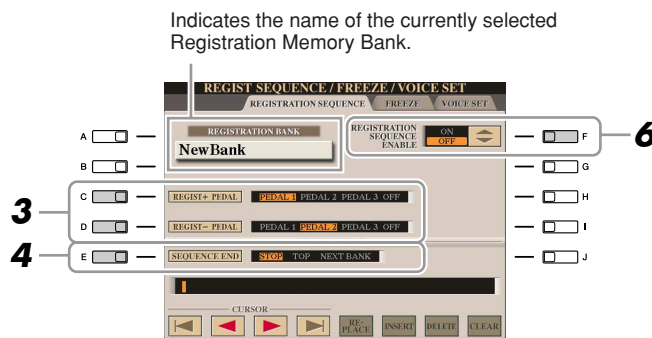 Indicates the name of the currently selected
Registration Memory Bank.
REGIST SEQUENCE / FREEZE / VOICE SET
REGISTRATION SEQUENCE FREEZE VOICE SET
A
REGISTRATION BANK
NewBank
REGISTRATION
SEQUENCE
ENABLE
ON
OFF
F
6
B
G
3
C
REGIST+ PEDAL PEDAL 1 PEDAL 2 PEDAL 3 OFF
H
D
REGIST− PEDAL PEDAL 1 PEDAL 2 PEDAL 3 OFF
I
4
E
SEQUENCE END STOP TOP NEXT BANK
J
CURSOR
RE-
PLACE
INSERT DELETE CLEAR